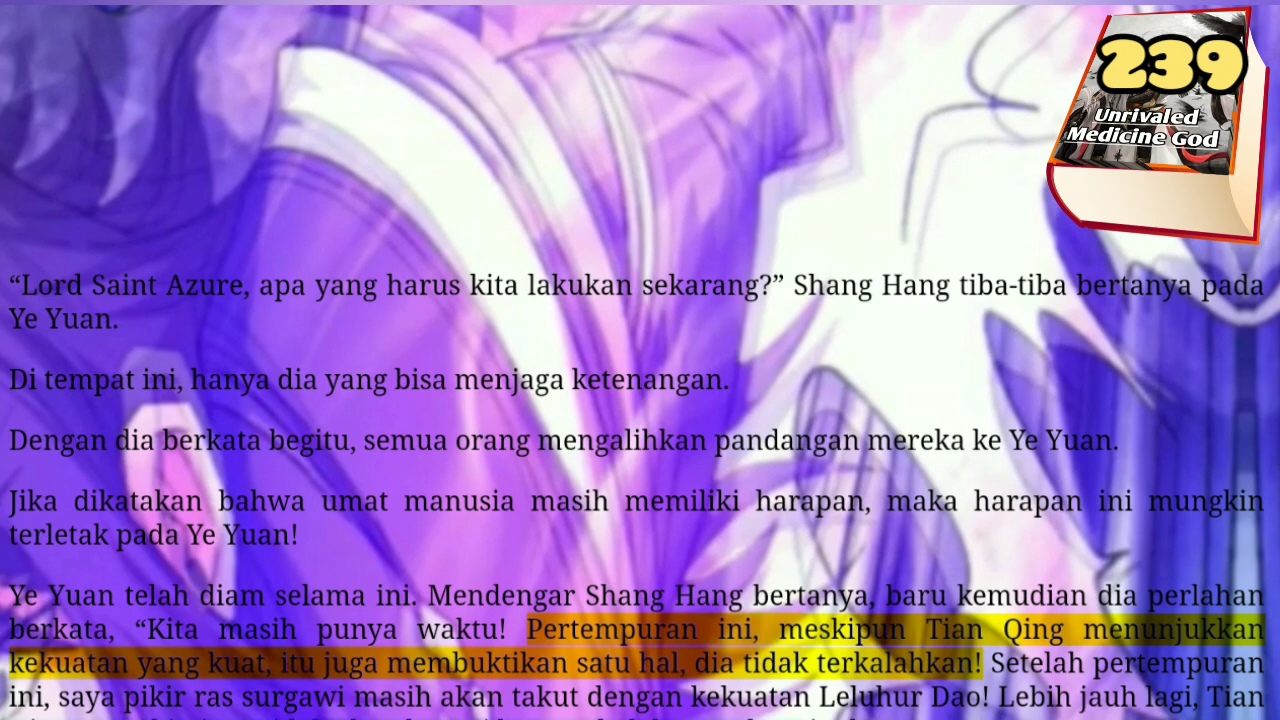 239
Unrivaled
Medicine God
“Lord Saint Azure, apa yang harus kita lakukan sekarang?” Shang Hang tiba-tiba bertanya pada
Ye Yuan.
Di tempat ini, hanya dia yang bisa menjaga ketenangan.
Dengan dia berkata begitu, semua orang mengalihkan pandangan mereka ke Ye Yuan.
Jika dikatakan bahwa umat manusia masih memiliki harapan, maka harapan ini mungkin
terletak pada Ye Yuan!
Ye Yuan telah diam selama ini. Mendengar Shang Hang bertanya, baru kemudian dia perlahan
berkata, “Kita masih punya waktu! Pertempuran ini, meskipun Tian Qing menunjukkan
kekuatan yang kuat, itu juga membuktikan satu hal, dia tidak terkalahkan! Setelah pertempuran
ini, saya pikir ras surgawi masih akan takut dengan kekuatan Leluhur Dao! Lebih jauh lagi, Tian